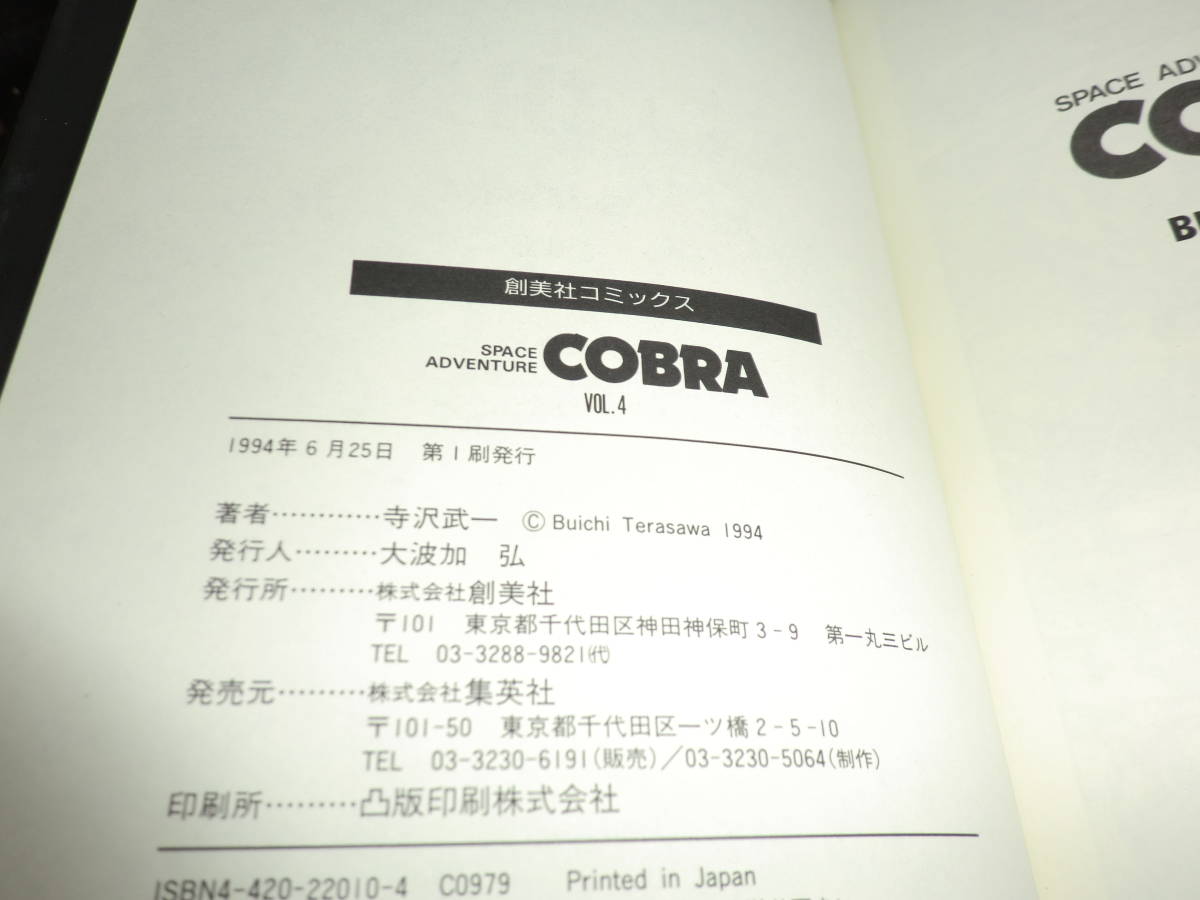 創美社コミックス
SPACE ADVENTURE COBRA
VOL.4
1994年6月25日 第1刷発行
著者…………寺沢武一 ©Buichi Terasawa 1994
発行人………大波加 弘
発行所………株式会社創美社
〒101 東京都千代田区神田神保町3-9 第一丸三ビル
TEL 03-3288-9821㈹
発売元………株式会社集英社
〒101-50 東京都千代田区一ツ橋2-5-10
TEL 03-3230-6191(販売)/03-3230-5064(制作)
印刷所………凸版印刷株式会社
ISBN4-420-22010-4 C0979 Printed in Japan
SPACE